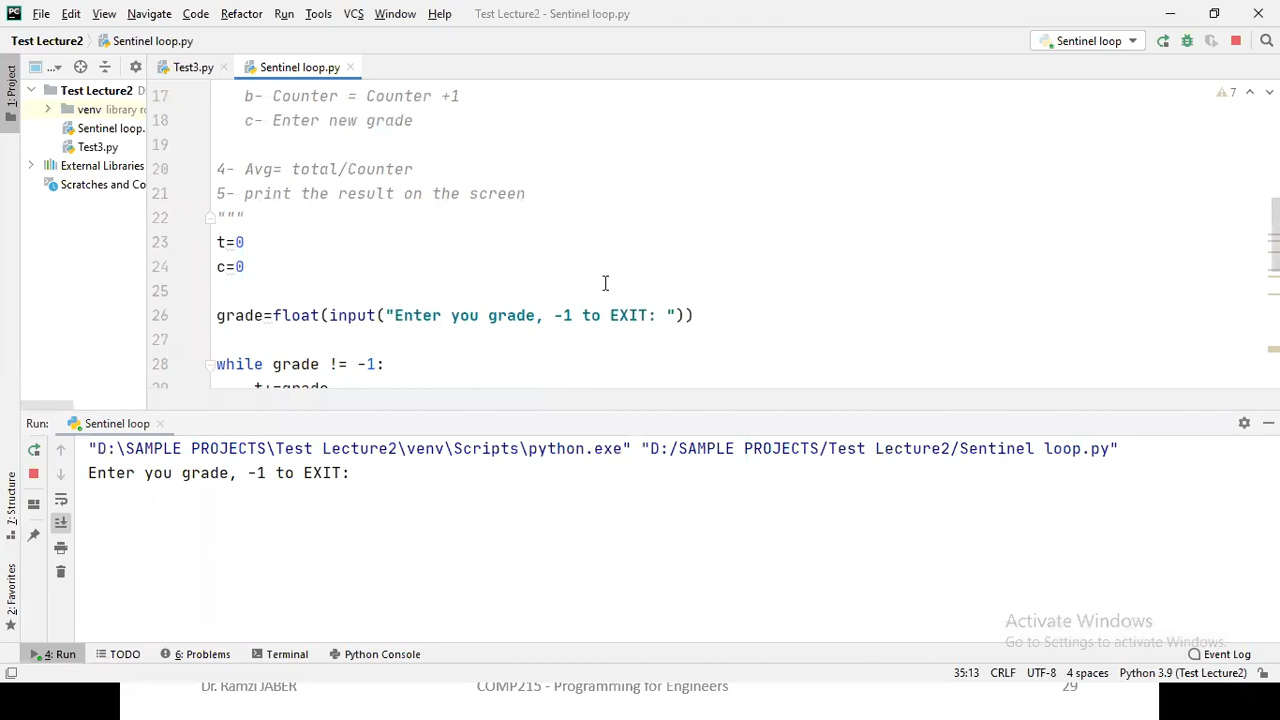 File Edit View Navigate Code Refactor Run Tools VCS Window Help Test Lecture2 - Sentinel loop.py
Test Lecture2 Sentinel loop.py Sentinel loop
1: Project
... Test3.py Sentinel loop.py
Test Lecture2 D:
venv library ro
Sentinel loop.
Test3.py
External Libraries
Scratches and Co
7
17 b- Counter = Counter +1
18 c- Enter new grade
19
20 4- Avg= total/Counter
21 5- print the result on the screen
22 """
23 t=0
24 c=0
25
26 grade=float(input("Enter you grade, -1 to EXIT: "))
27
28 while grade != -1:
29 t+=grade
Run: Sentinel loop
"D:\SAMPLE PROJECTS\Test Lecture2\venv\Scripts\python.exe" "D:/SAMPLE PROJECTS/Test Lecture2/Sentinel loop.py"
Enter you grade, -1 to EXIT:
7: Structure
2: Favorites
Activate Windows
Go to Settings to activate Windows.
4: Run TODO 6: Problems Terminal Python Console Event Log
35:13 CRLF UTF-8 4 spaces Python 3.9 (Test Lecture2)
Dr. Ramzi JABER COMP215 - Programming for Engineers 29